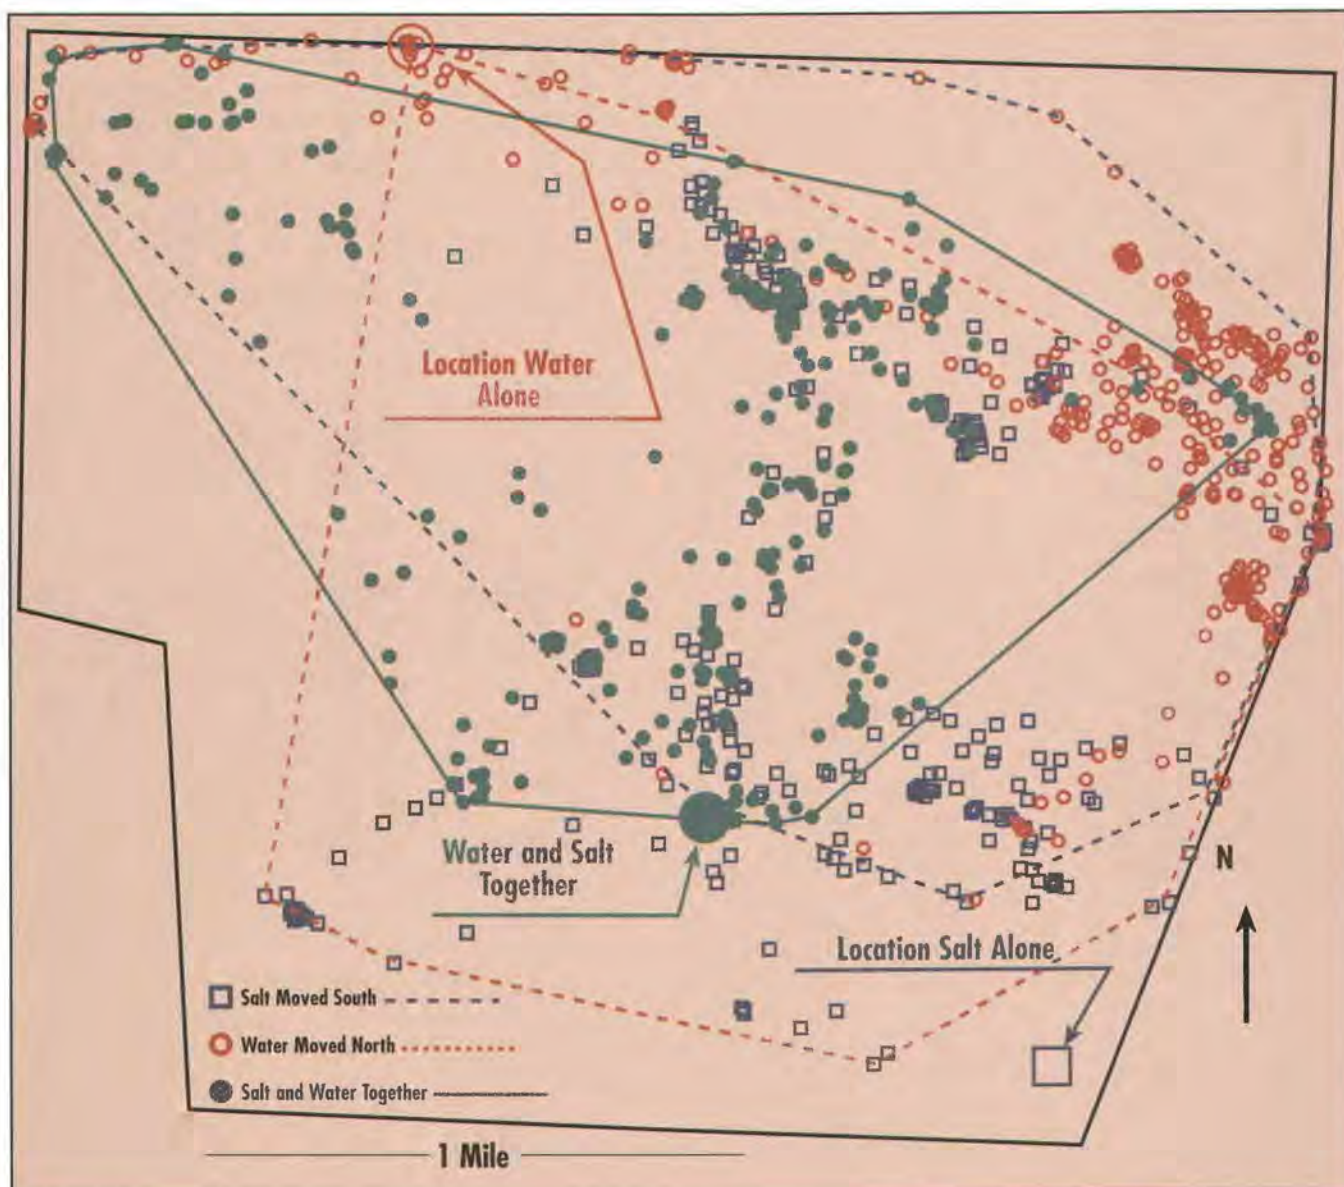 Location Water
Alone
Water and Salt
Together
N
Location Salt Alone
Salt Moved South
Water Moved North
Salt and Water Together
1 Mile